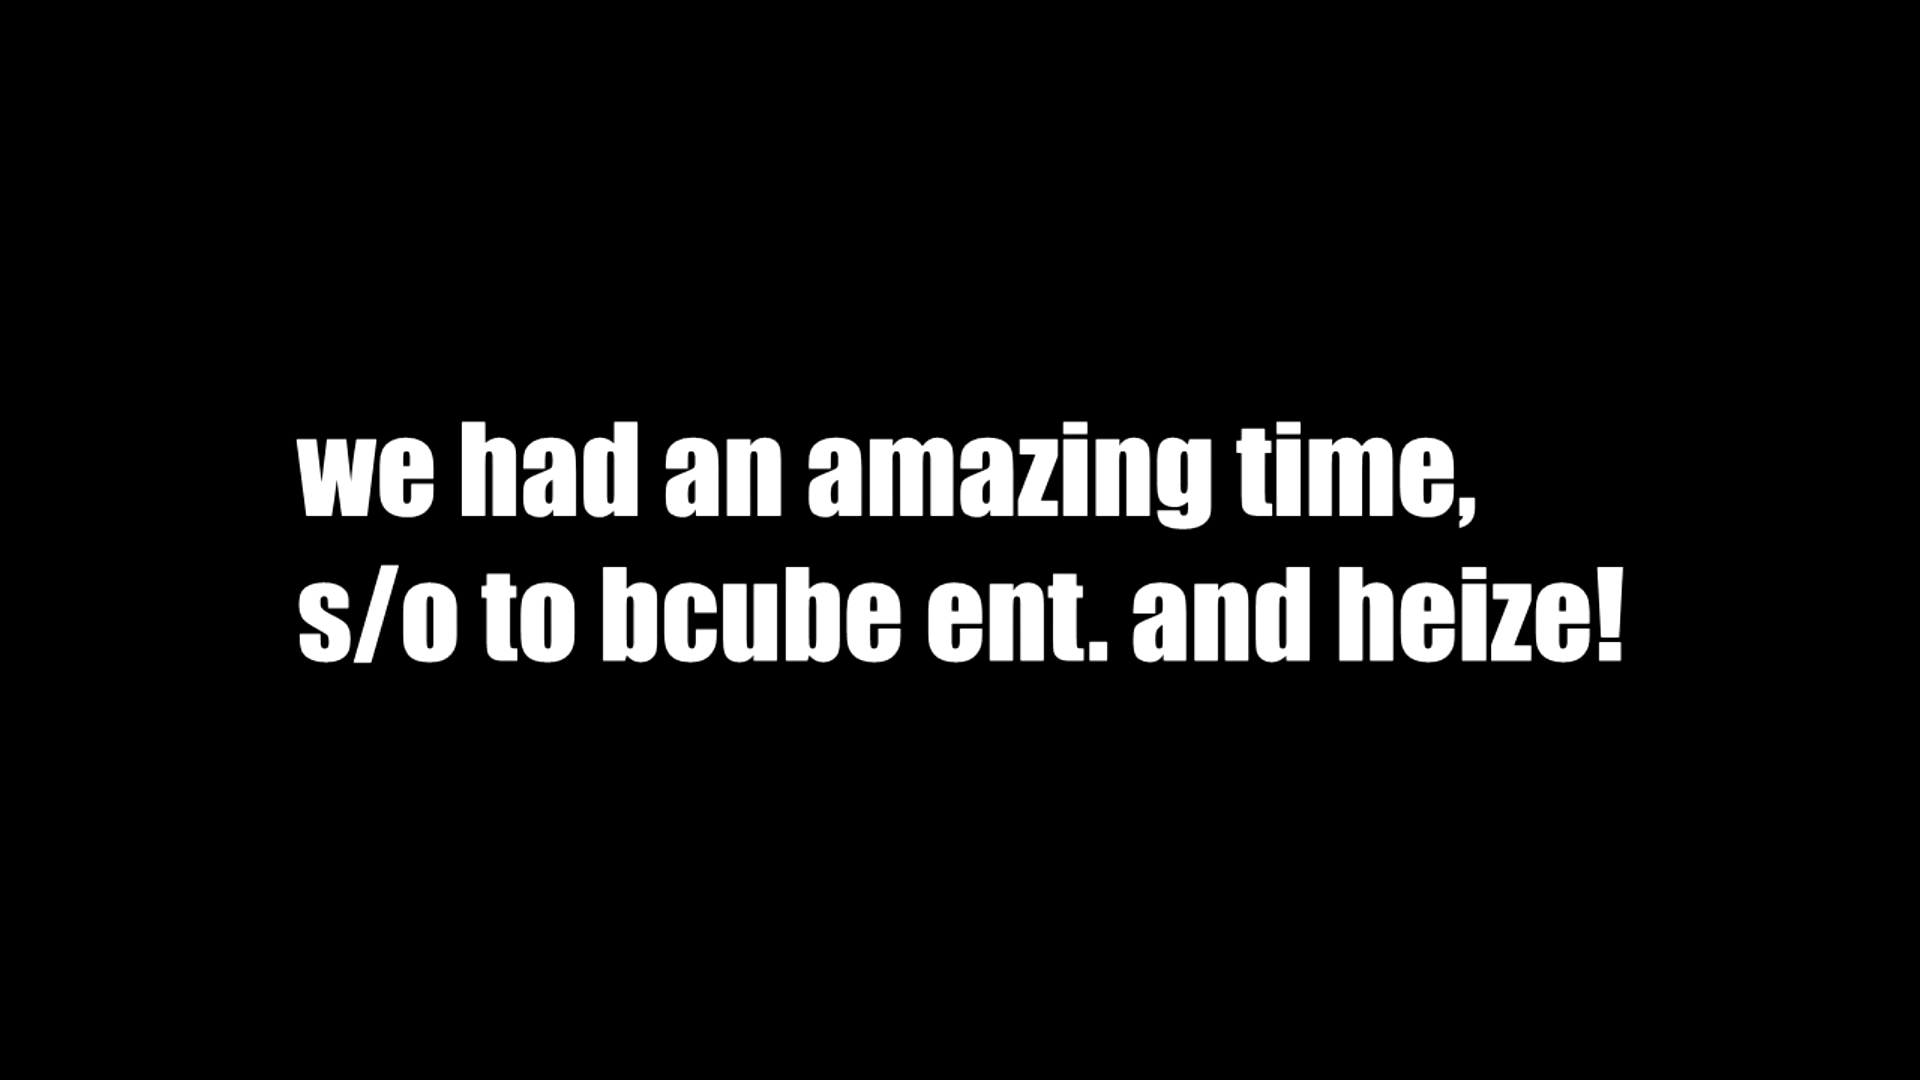 we had an amazing time,
s/o to bcube ent. and heize!